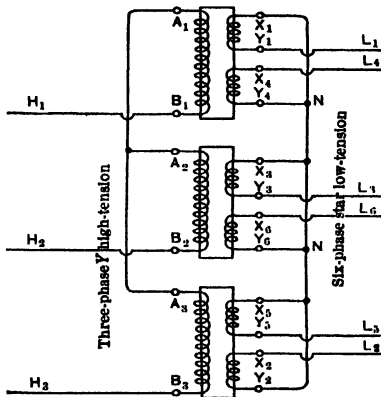 A1
X1
Y1
L1
X4
Y4
L4
H1
B1
N
A2
X3
Y3
L3
X6
Y6
L6
H2
B2
N
A3
X5
Y5
L5
X2
Y2
L2
H3
B3
Three-phase Y high-tension
Six-phase star low-tension